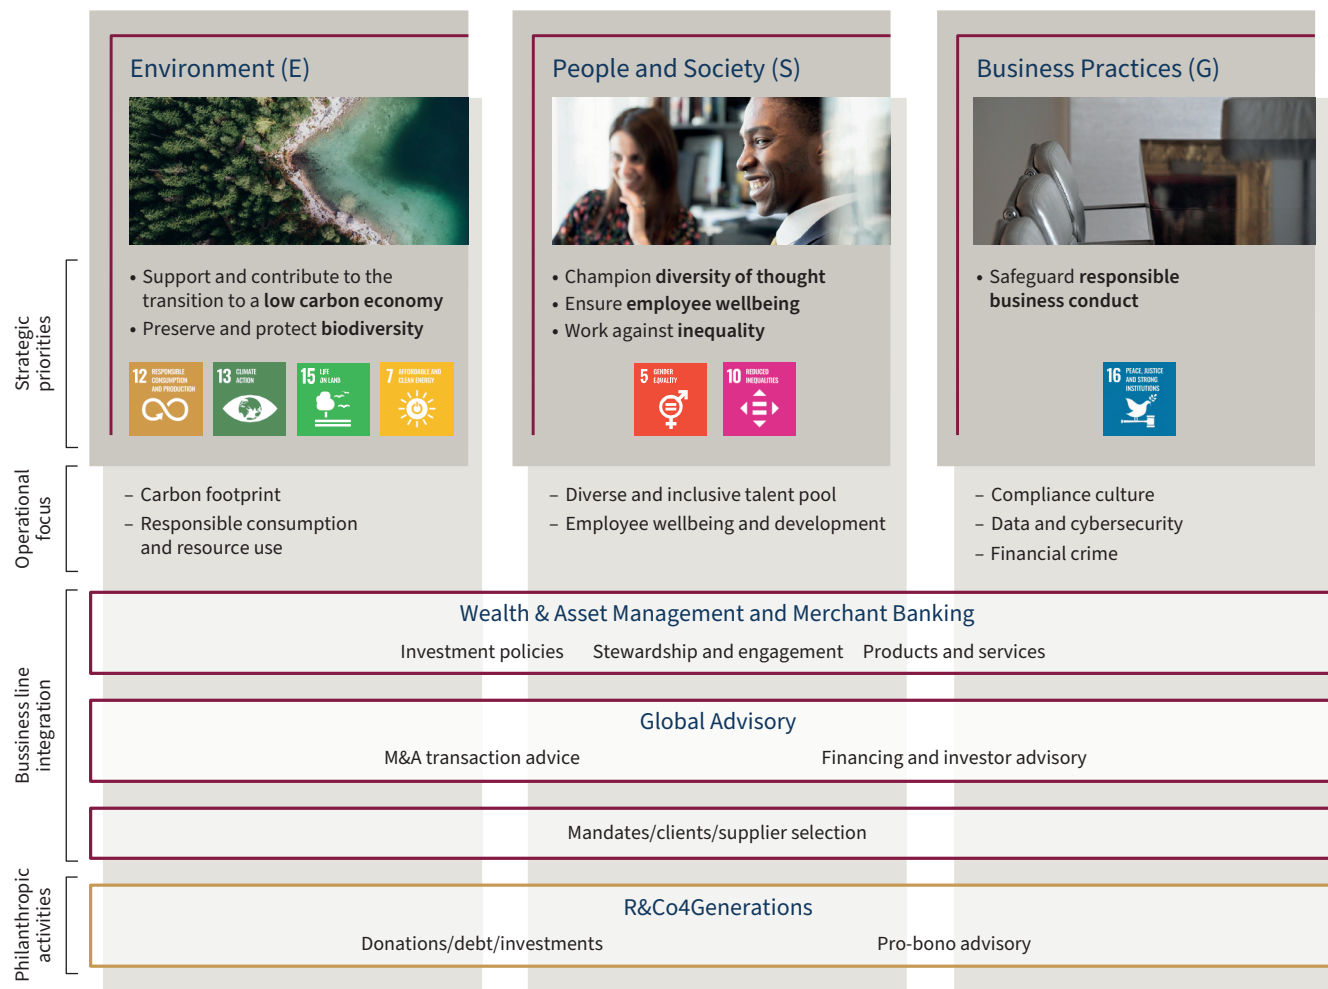 Environment (E)
People and Society (S)
Business Practices (G)
Strategic
priorities
• Support and contribute to the
transition to a low carbon economy
• Preserve and protect biodiversity
12 RESPONSIBLE
CONSUMPTION
AND PRODUCTION
13 CLIMATE
ACTION
15 LIFE
ON LAND
7 AFFORDABLE AND
CLEAN ENERGY
• Champion diversity of thought
• Ensure employee wellbeing
• Work against inequality
5 GENDER
EQUALITY
10 REDUCED
INEQUALITIES
• Safeguard responsible
business conduct
16 PEACE, JUSTICE
AND STRONG
INSTITUTIONS
Operational
focus
– Carbon footprint
– Responsible consumption
and resource use
– Diverse and inclusive talent pool
– Employee wellbeing and development
– Compliance culture
– Data and cybersecurity
– Financial crime
Bussiness line
integration
Wealth & Asset Management and Merchant Banking
Investment policies Stewardship and engagement Products and services
Global Advisory
M&A transaction advice Financing and investor advisory
Mandates/clients/supplier selection
Philanthropic
activities
R&Co4Generations
Donations/debt/investments Pro-bono advisory